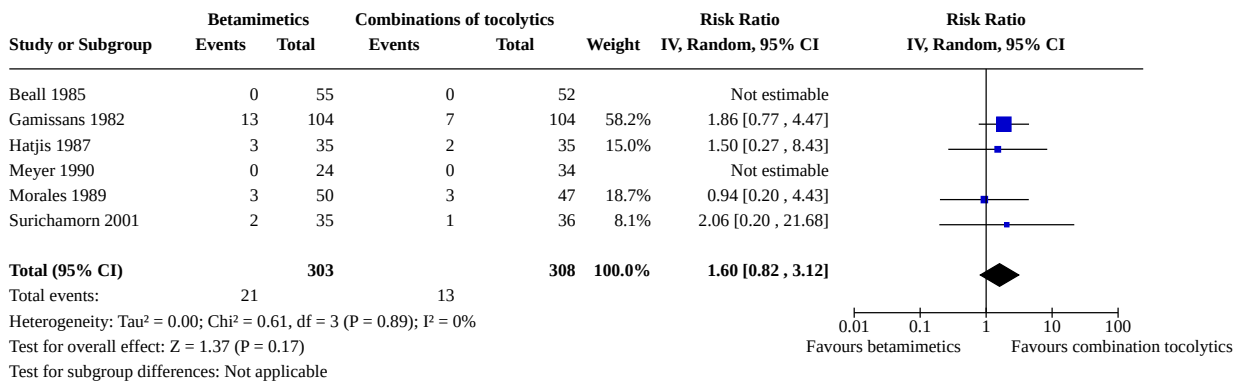 Betamimetics Combinations of tocolytics Risk Ratio Risk Ratio
Study or Subgroup Events Total Events Total Weight IV, Random, 95% CI IV, Random, 95% CI
Beall 1985 0 55 0 52 Not estimable
Gamissans 1982 13 104 7 104 58.2% 1.86 [0.77 , 4.47]
Hatjis 1987 3 35 2 35 15.0% 1.50 [0.27 , 8.43]
Meyer 1990 0 24 0 34 Not estimable
Morales 1989 3 50 3 47 18.7% 0.94 [0.20 , 4.43]
Surichamorn 2001 2 35 1 36 8.1% 2.06 [0.20 , 21.68]
Total (95% CI) 303 308 100.0% 1.60 [0.82 , 3.12]
Total events: 21 13
Heterogeneity: Tau² = 0.00; Chi² = 0.61, df = 3 (P = 0.89); I² = 0%
0.01 0.1 1 10 100
Test for overall effect: Z = 1.37 (P = 0.17) Favours betamimetics Favours combination tocolytics
Test for subgroup differences: Not applicable